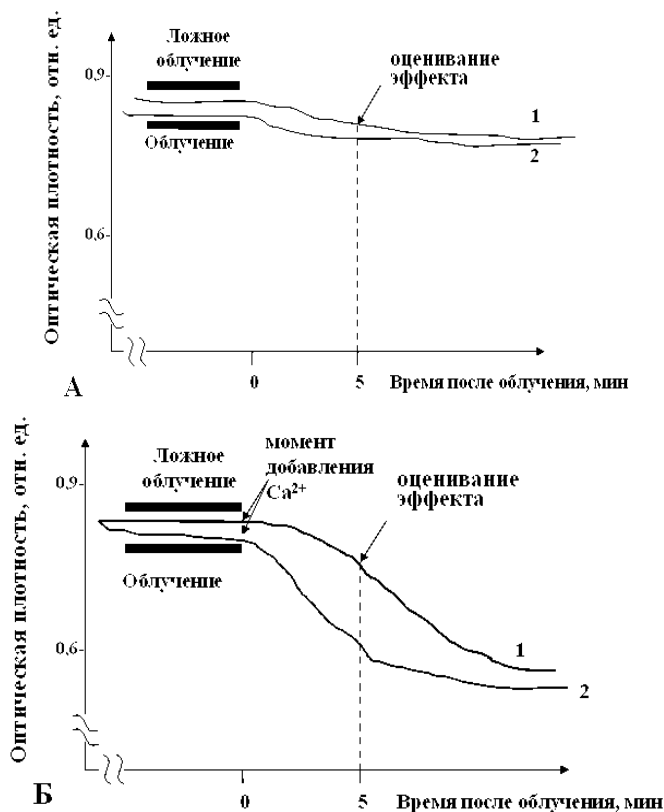 Оптическая плотность, отн. ед.
Ложное
облучение
оценивание
эффекта
0,9
1
2
Облучение
0,6
А
0
5
Время после облучения, мин
Оптическая плотность, отн. ед.
Ложное
облучение
момент
добавления
Ca²⁺
оценивание
эффекта
0,9
Облучение
0,6
1
2
Б
0
5
Время после облучения, мин